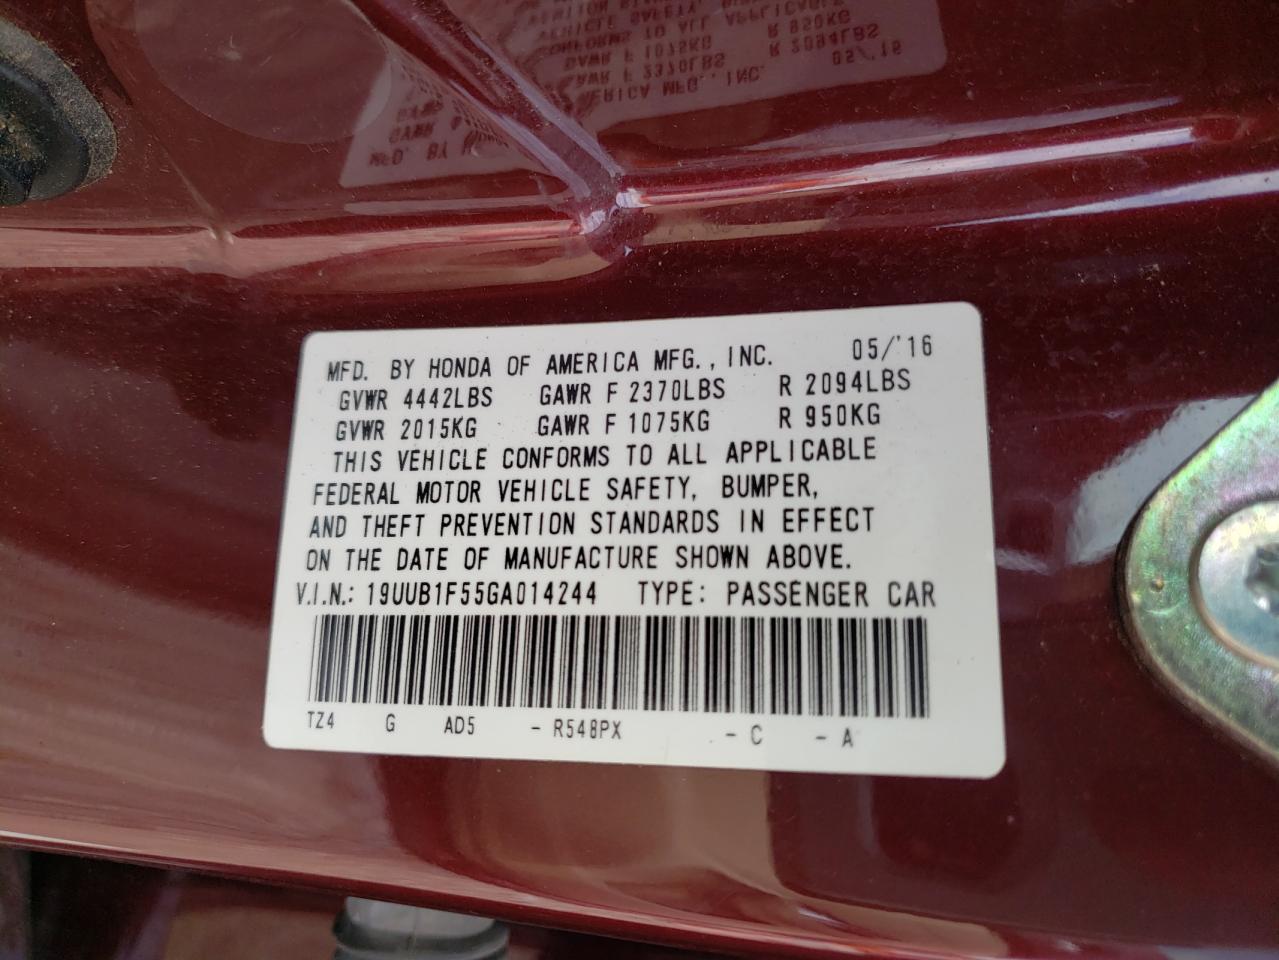 MFD. BY HONDA OF AMERICA MFG., INC. 05/'16
GVWR 4442LBS GAWR F 2370LBS R 2094LBS
GVWR 2015KG GAWR F 1075KG R 950KG
THIS VEHICLE CONFORMS TO ALL APPLICABLE
FEDERAL MOTOR VEHICLE SAFETY, BUMPER,
AND THEFT PREVENTION STANDARDS IN EFFECT
ON THE DATE OF MANUFACTURE SHOWN ABOVE.
V.I.N.: 19UUB1F55GA014244 TYPE: PASSENGER CAR
TZ4 G AD5 - R548PX - C - A